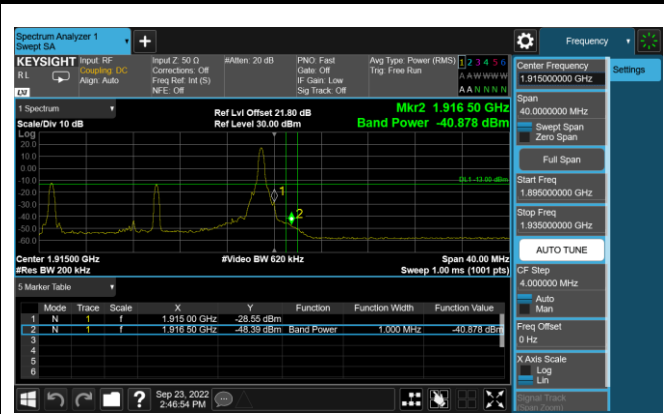 Spectrum Analyzer 1
Swept SA
Frequency
KEYSIGHT
RL
LXI
Input: RF
Coupling: DC
Align: Auto
Input Z: 50 Ω
Corrections: Off
Freq Ref: Int (S)
NFE: Off
#Atten: 20 dB
PNO: Fast
Gate: Off
IF Gain: Low
Sig Track: Off
Avg Type: Power (RMS)
Trig: Free Run
1 2 3 4 5 6
A A W W W W
A A N N N N
Center Frequency
1.915000000 GHz
Settings
1 Spectrum
Scale/Div 10 dB
Ref Lvl Offset 21.80 dB
Ref Level 30.00 dBm
Mkr2 1.916 50 GHz
Band Power -40.878 dBm
Span
40.0000000 MHz
Swept Span
Zero Span
Full Span
Start Freq
1.895000000 GHz
Stop Freq
1.935000000 GHz
AUTO TUNE
CF Step
4.000000 MHz
Auto
Man
Freq Offset
0 Hz
X Axis Scale
Log
Lin
Signal Track
(Span Zoom)
Log
20.0
10.0
0.00
-10.0
-20.0
-30.0
-40.0
-50.0
-60.0
DL1 -13.00 dBm
1
2
Center 1.91500 GHz
#Res BW 200 kHz
#Video BW 620 kHz
Span 40.00 MHz
Sweep 1.00 ms (1001 pts)
5 Marker Table
Mode Trace Scale X Y Function Function Width Function Value
1 N 1 f 1.915 00 GHz -28.55 dBm
2 N 1 f 1.916 50 GHz -48.39 dBm Band Power 1.000 MHz -40.878 dBm
3
4
5
6
?
Sep 23, 2022
2:46:54 PM